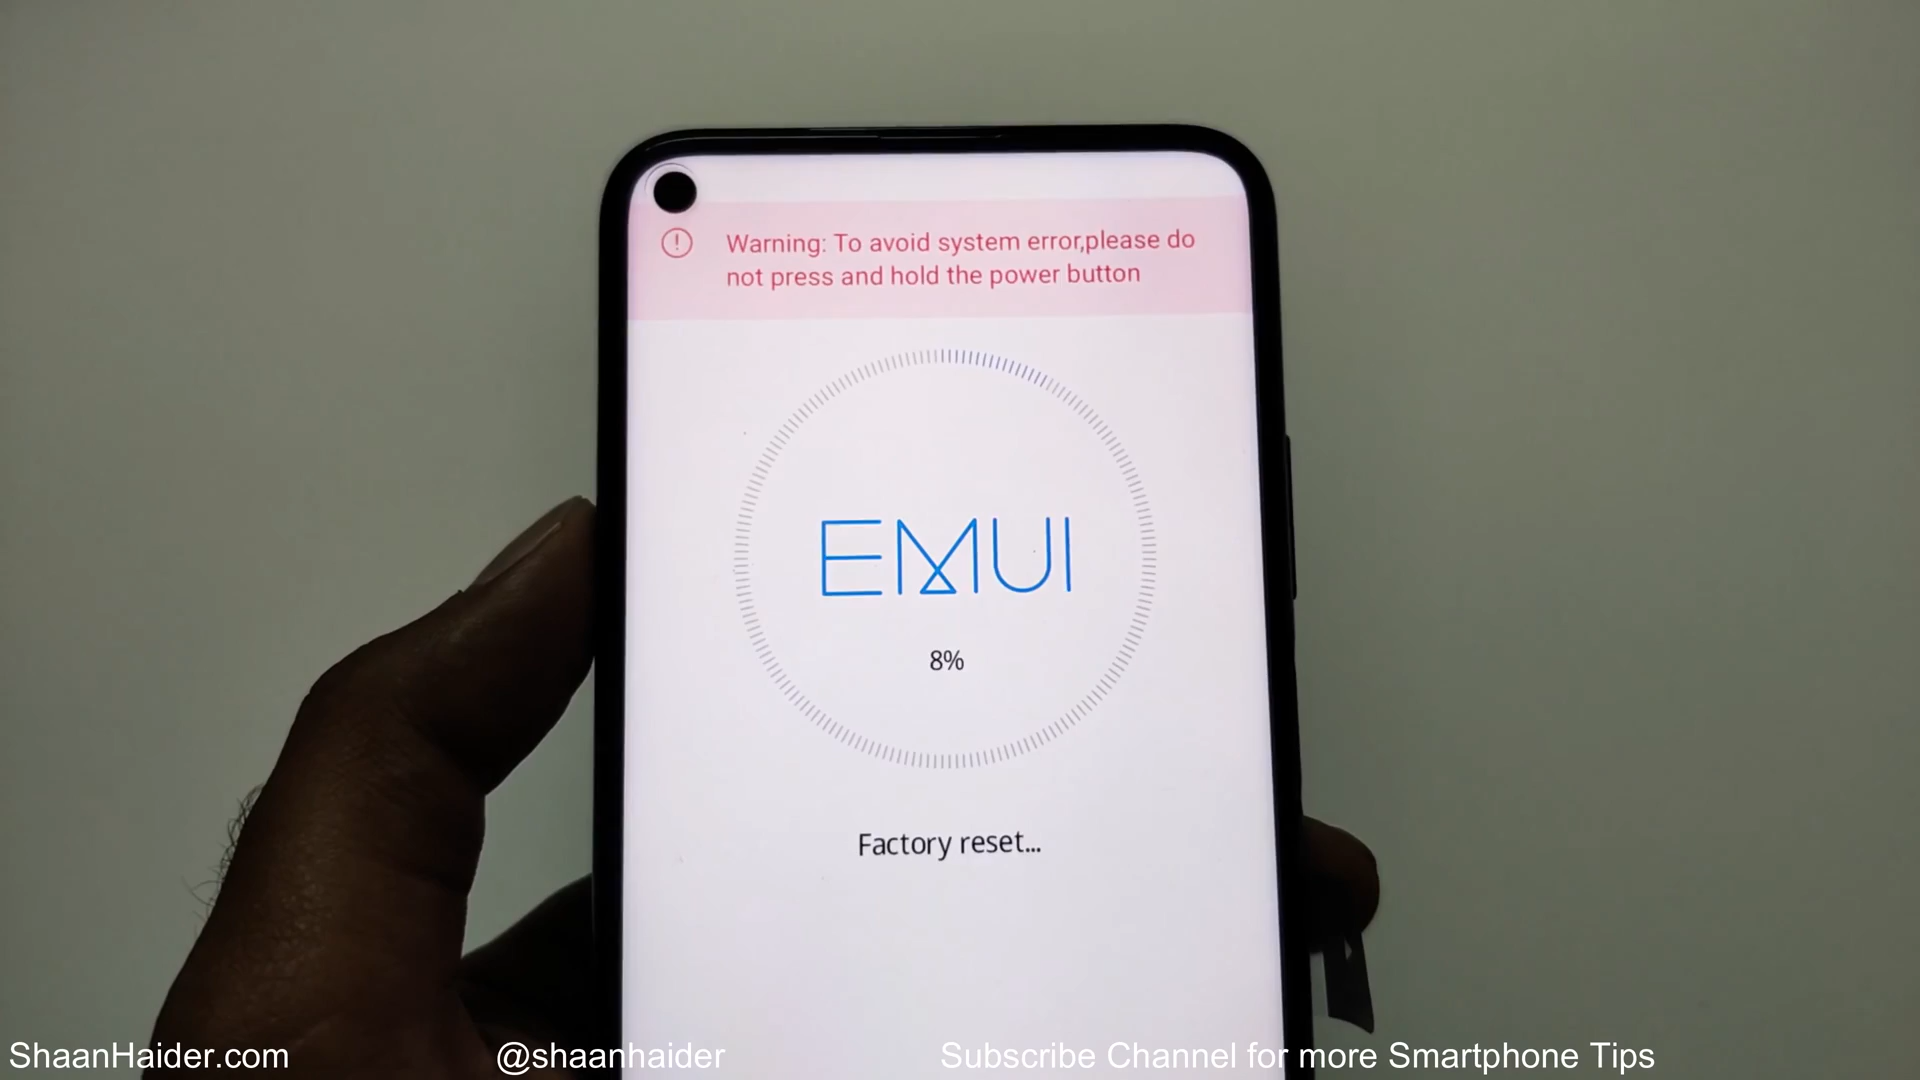 Warning: To avoid system error,please do
not press and hold the power button
EMUI
8%
Factory reset...
ShaanHaider.com
@shaanhaider
Subscribe Channel for more Smartphone Tips